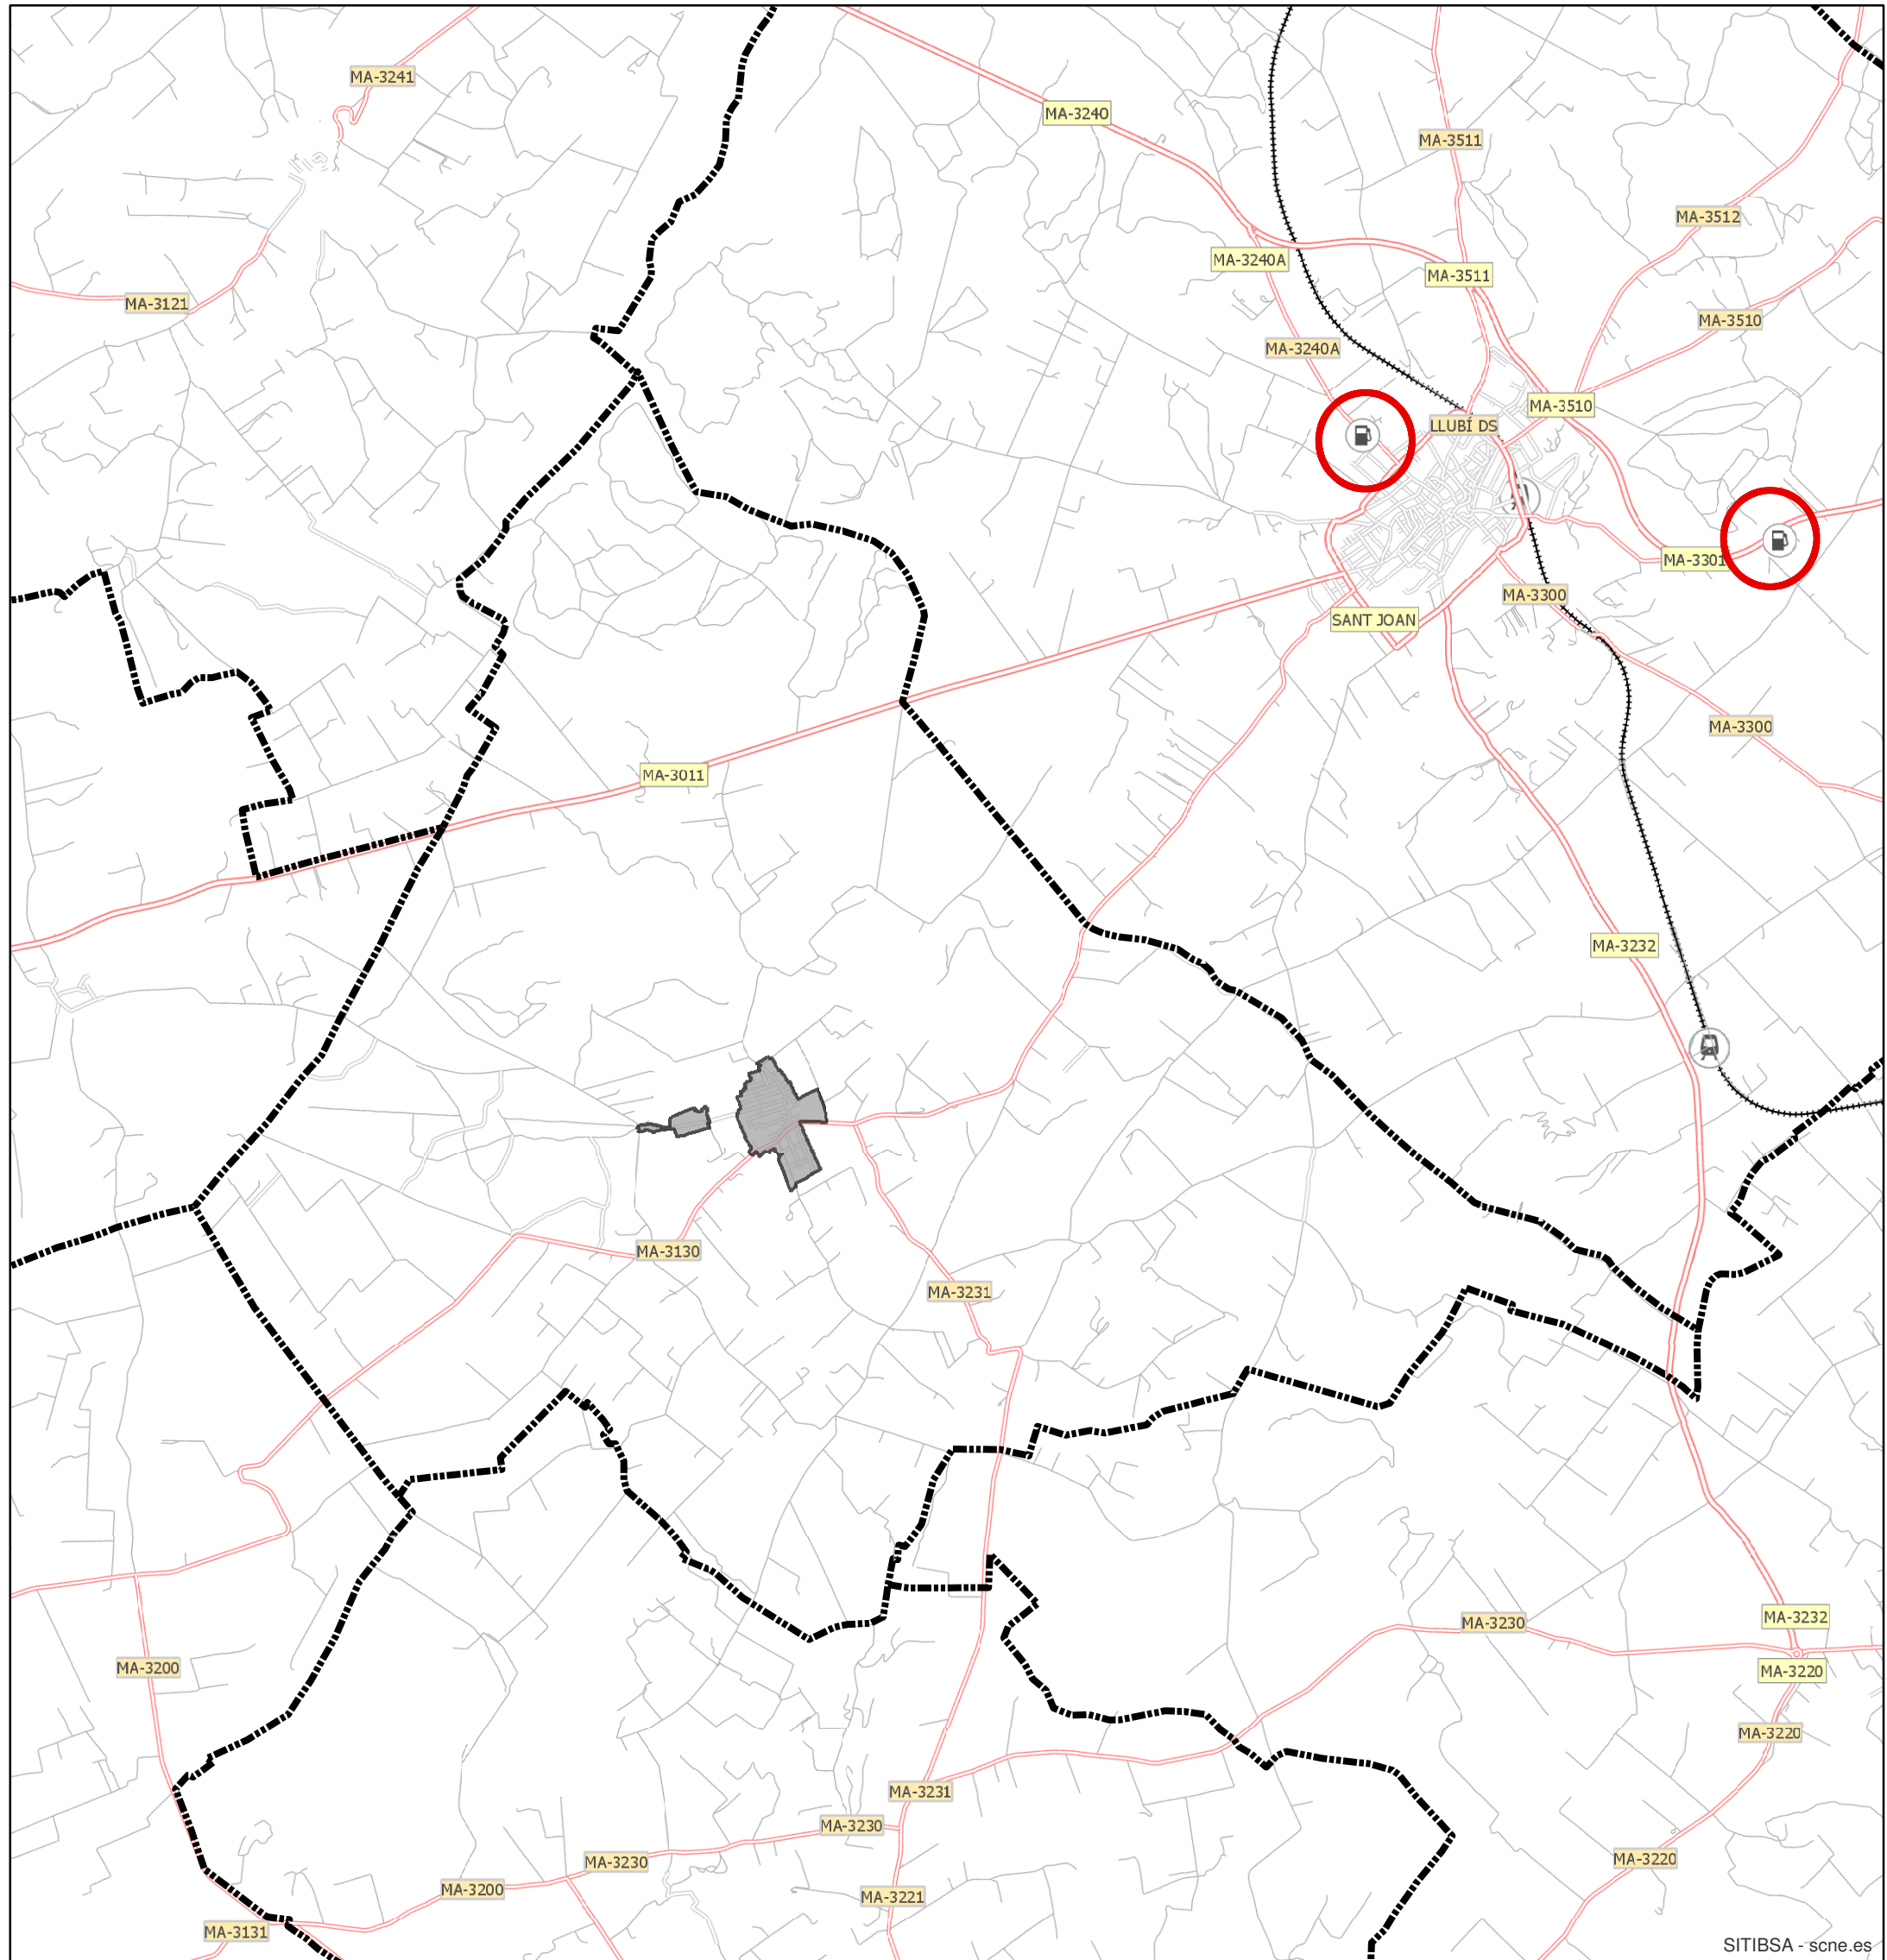 MA-3241
MA-3240
MA-3511
MA-3512
MA-3240A
MA-3511
MA-3121
MA-3510
MA-3240A
MA-3510
LLUBÍ DS
MA-3301
MA-3300
SANT JOAN
MA-3300
MA-3011
MA-3232
MA-3130
MA-3231
MA-3232
MA-3230
MA-3200
MA-3220
MA-3220
MA-3231
MA-3230
MA-3230
MA-3220
MA-3200
MA-3221
MA-3131
SITIBSA - scne.es